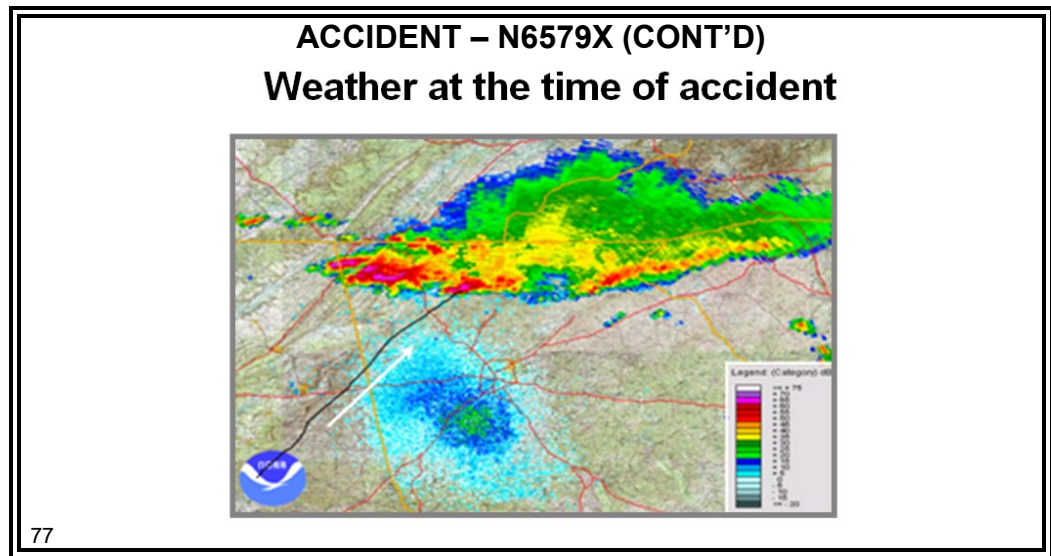 ACCIDENT – N6579X (CONT’D)
Weather at the time of accident
Legend: (Category) dB
77